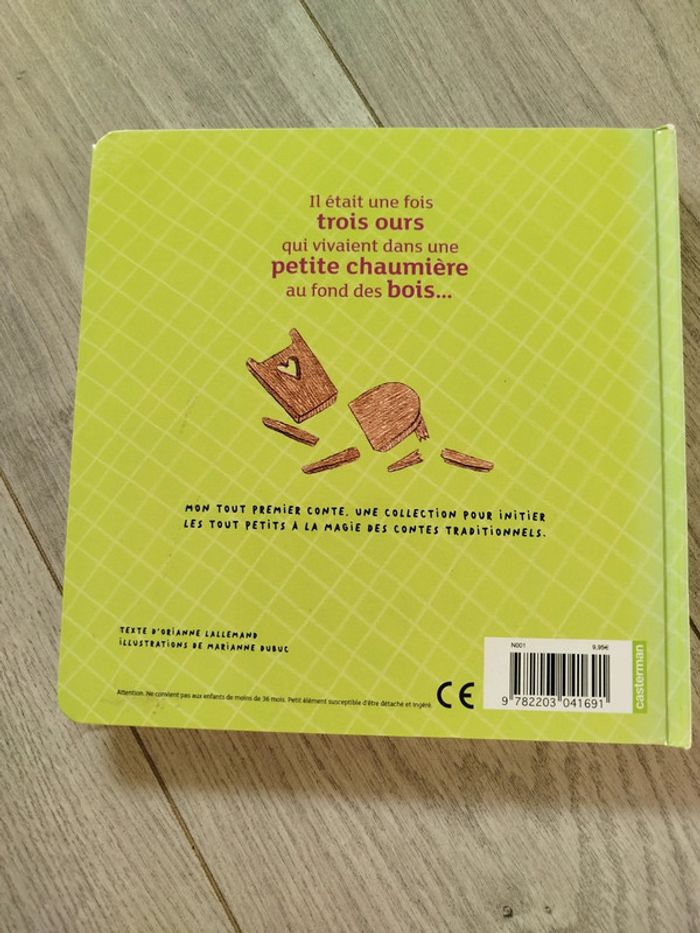 Il était une fois
trois ours
qui vivaient dans une
petite chaumière
au fond des bois...
MON TOUT PREMIER CONTE, UNE COLLECTION POUR INITIER
LES TOUT PETITS À LA MAGIE DES CONTES TRADITIONNELS.
TEXTE D'ORIANNE LALLEMAND
ILLUSTRATIONS DE MARIANNE DUBUC
Attention. Ne convient pas aux enfants de moins de 36 mois. Petit élément susceptible d'être détaché et ingéré.
CE
N001 9,95€
9 782203 041691
casterman